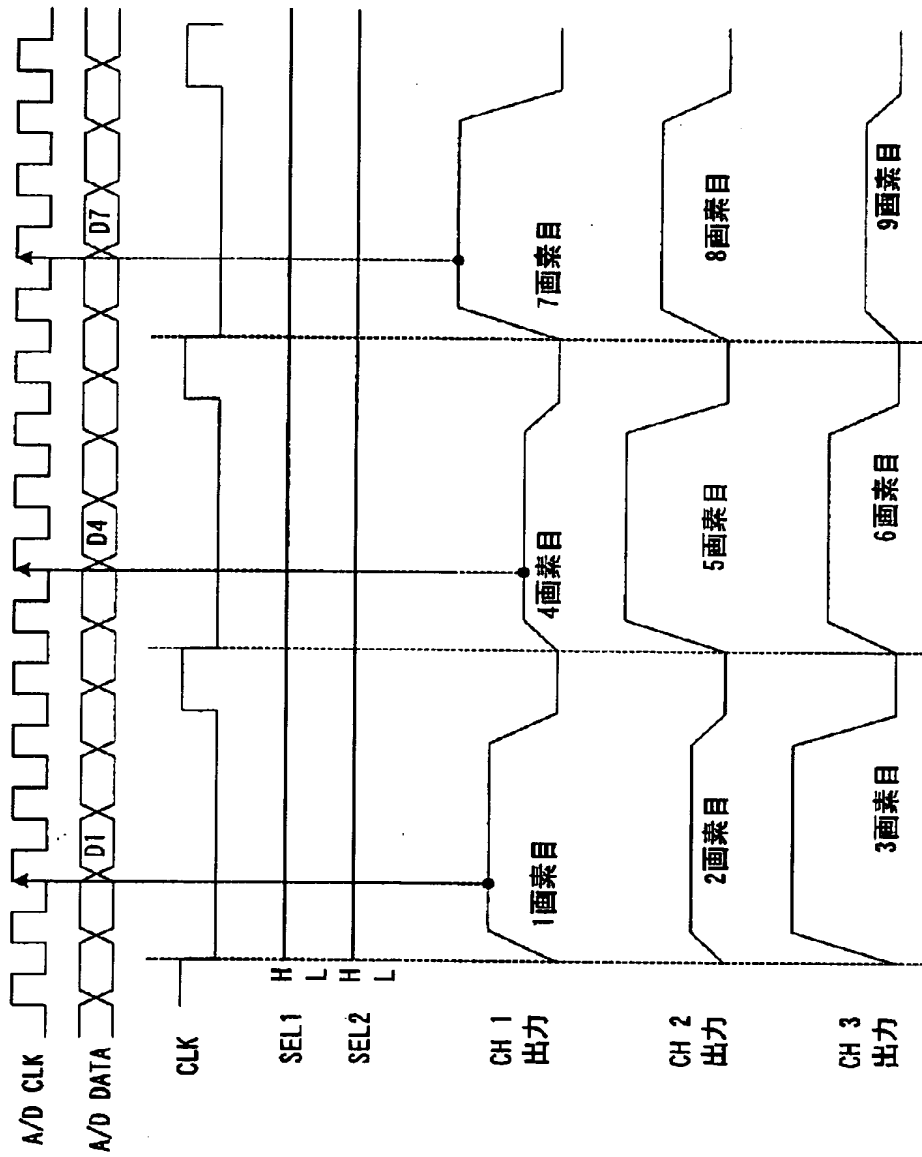 A/D CLK
A/D DATA
D1
D4
D7
CLK
SEL1
H
L
SEL2
H
L
CH 1
出力
1画素目
4画素目
7画素目
CH 2
出力
2画素目
5画素目
8画素目
CH 3
出力
3画素目
6画素目
9画素目